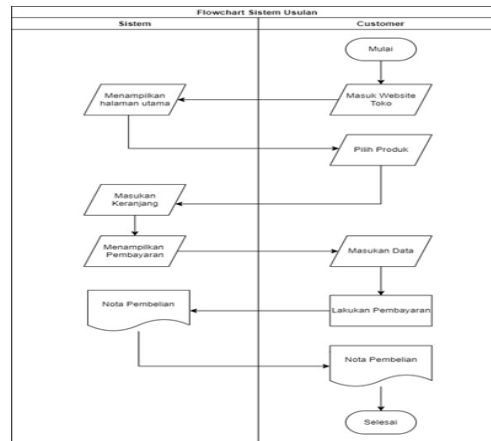 Flowchart Sistem Usulan
Sistem
Customer
Mulai
Masuk Website
Toko
Menampilkan
halaman utama
Pilih Produk
Masukan
Keranjang
Menampilkan
Pembayaran
Masukan Data
Lakukan Pembayaran
Nota Pembelian
Nota Pembelian
Selesai